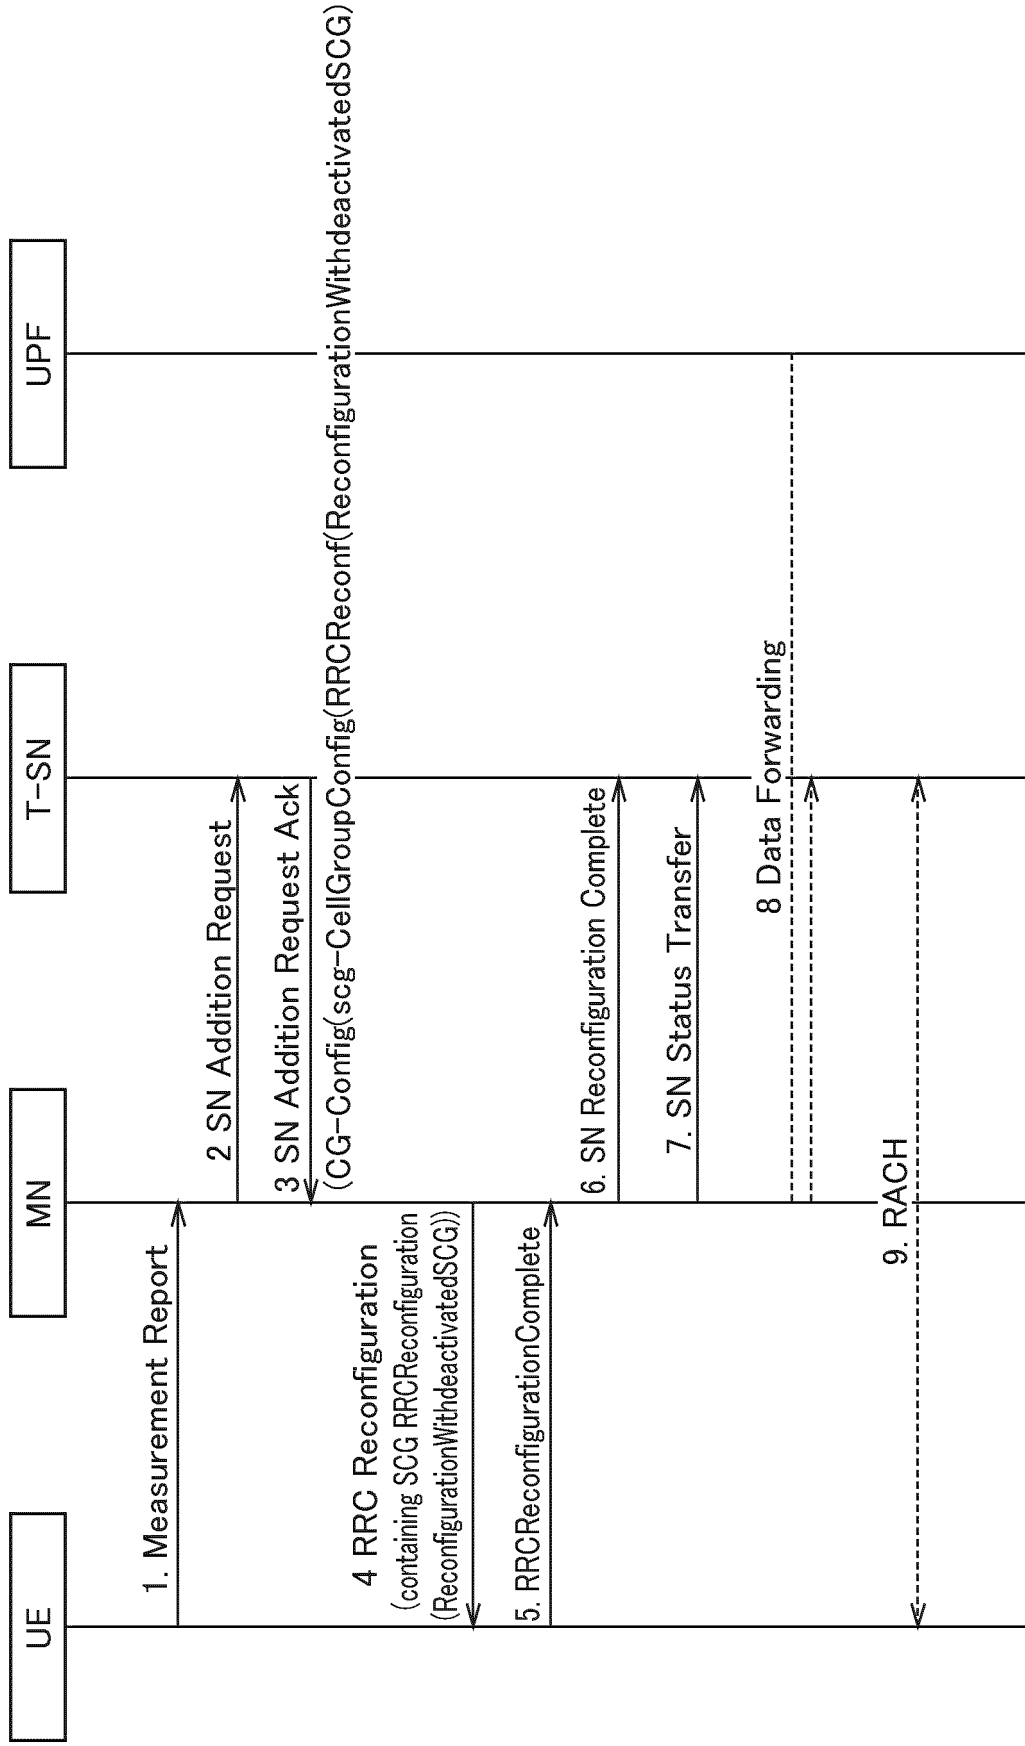 UE
MN
T-SN
UPF
1. Measurement Report
2 SN Addition Request
3 SN Addition Request Ack
(CG-Config(scg-CellGroupConfig(RRCReconf(ReconfigurationWithdeactivatedSCG)
4 RRC Reconfiguration
(containing SCG RRCReconfiguration
(ReconfigurationWithdeactivatedSCG))
5. RRCReconfigurationComplete
6. SN Reconfiguration Complete
7. SN Status Transfer
8 Data Forwarding
9. RACH